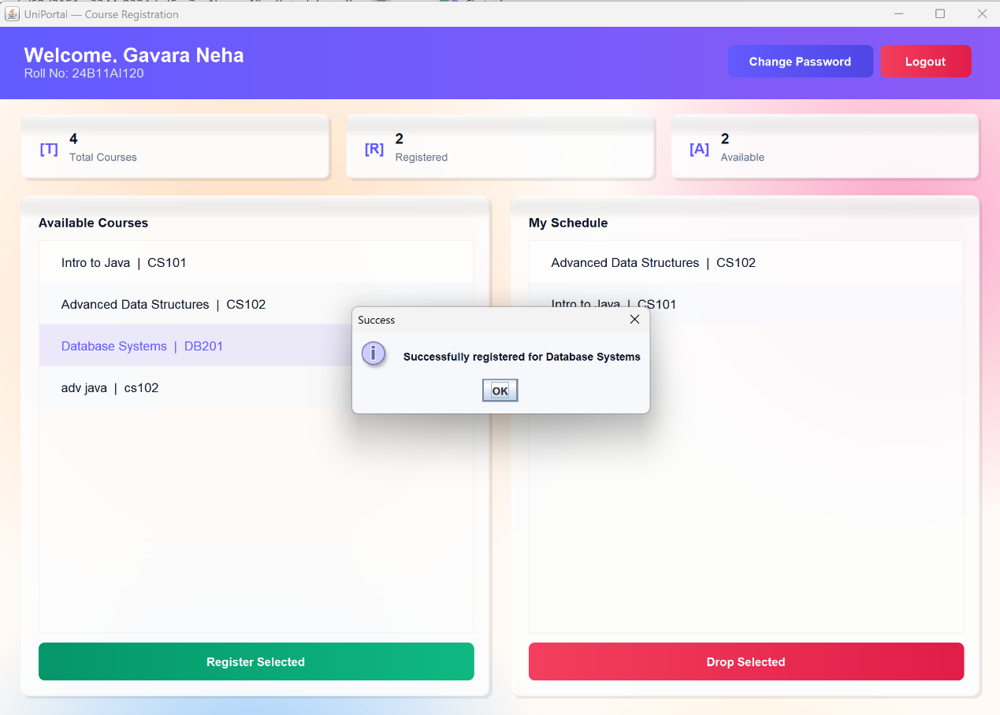 UniPortal — Course Registration
Welcome, Gavara Neha
Roll No: 24B11AI120
Change Password
Logout
[T]
4
Total Courses
[R]
2
Registered
[A]
2
Available
Available Courses
Intro to Java | CS101
Advanced Data Structures | CS102
Database Systems | DB201
adv java | cs102
Register Selected
My Schedule
Advanced Data Structures | CS102
Intro to Java | CS101
Drop Selected
Success
i
Successfully registered for Database Systems
OK